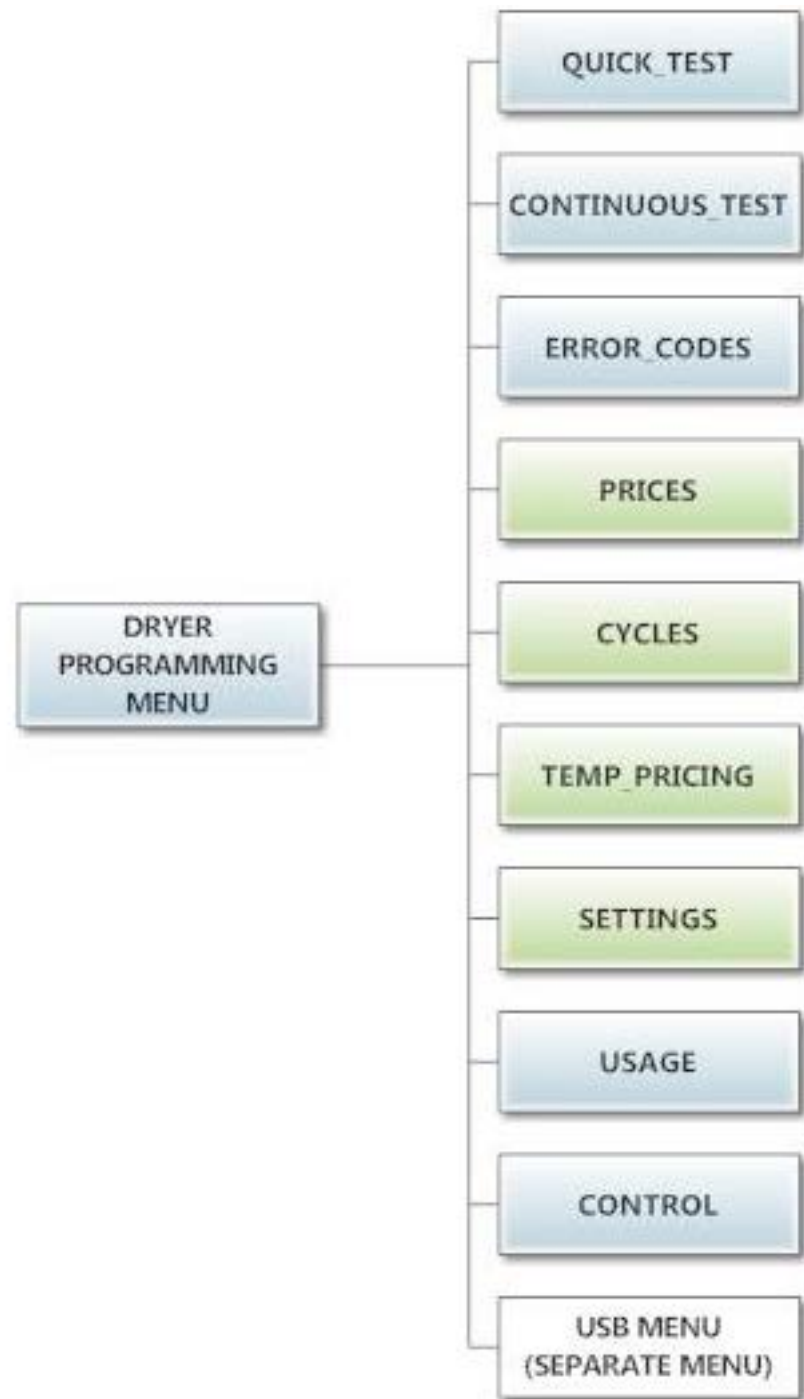 QUICK_TEST
CONTINUOUS_TEST
ERROR_CODES
PRICES
CYCLES
DRYER
PROGRAMMING
MENU
TEMP_PRICING
SETTINGS
USAGE
CONTROL
USB MENU
(SEPARATE MENU)